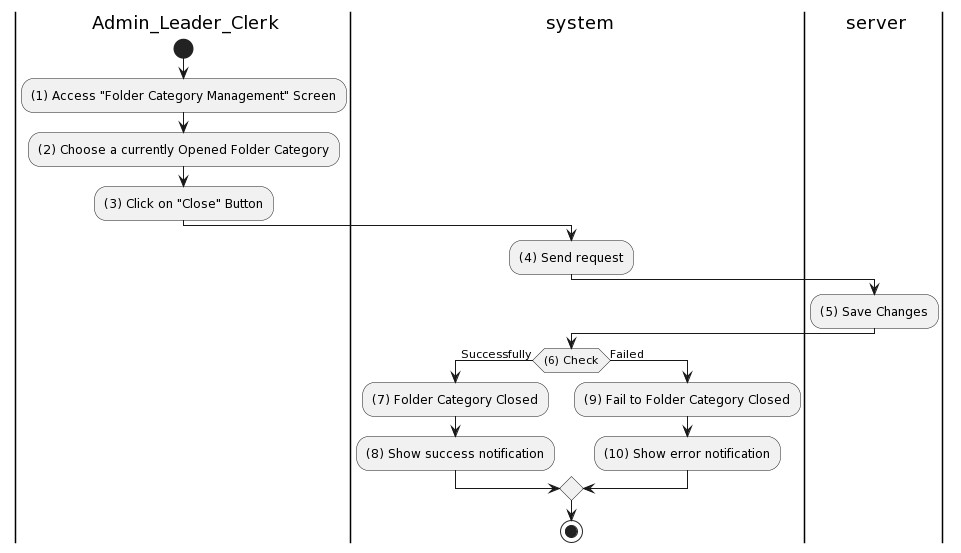 Admin_Leader_Clerk
system
server
(1) Access "Folder Category Management" Screen
(2) Choose a currently Opened Folder Category
(3) Click on "Close" Button
(4) Send request
(5) Save Changes
Successfully
(6) Check
Failed
(7) Folder Category Closed
(9) Fail to Folder Category Closed
(8) Show success notification
(10) Show error notification